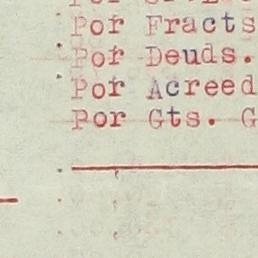 Por Fracts
Por Deuds.
Por Acreed
Por Gts. G